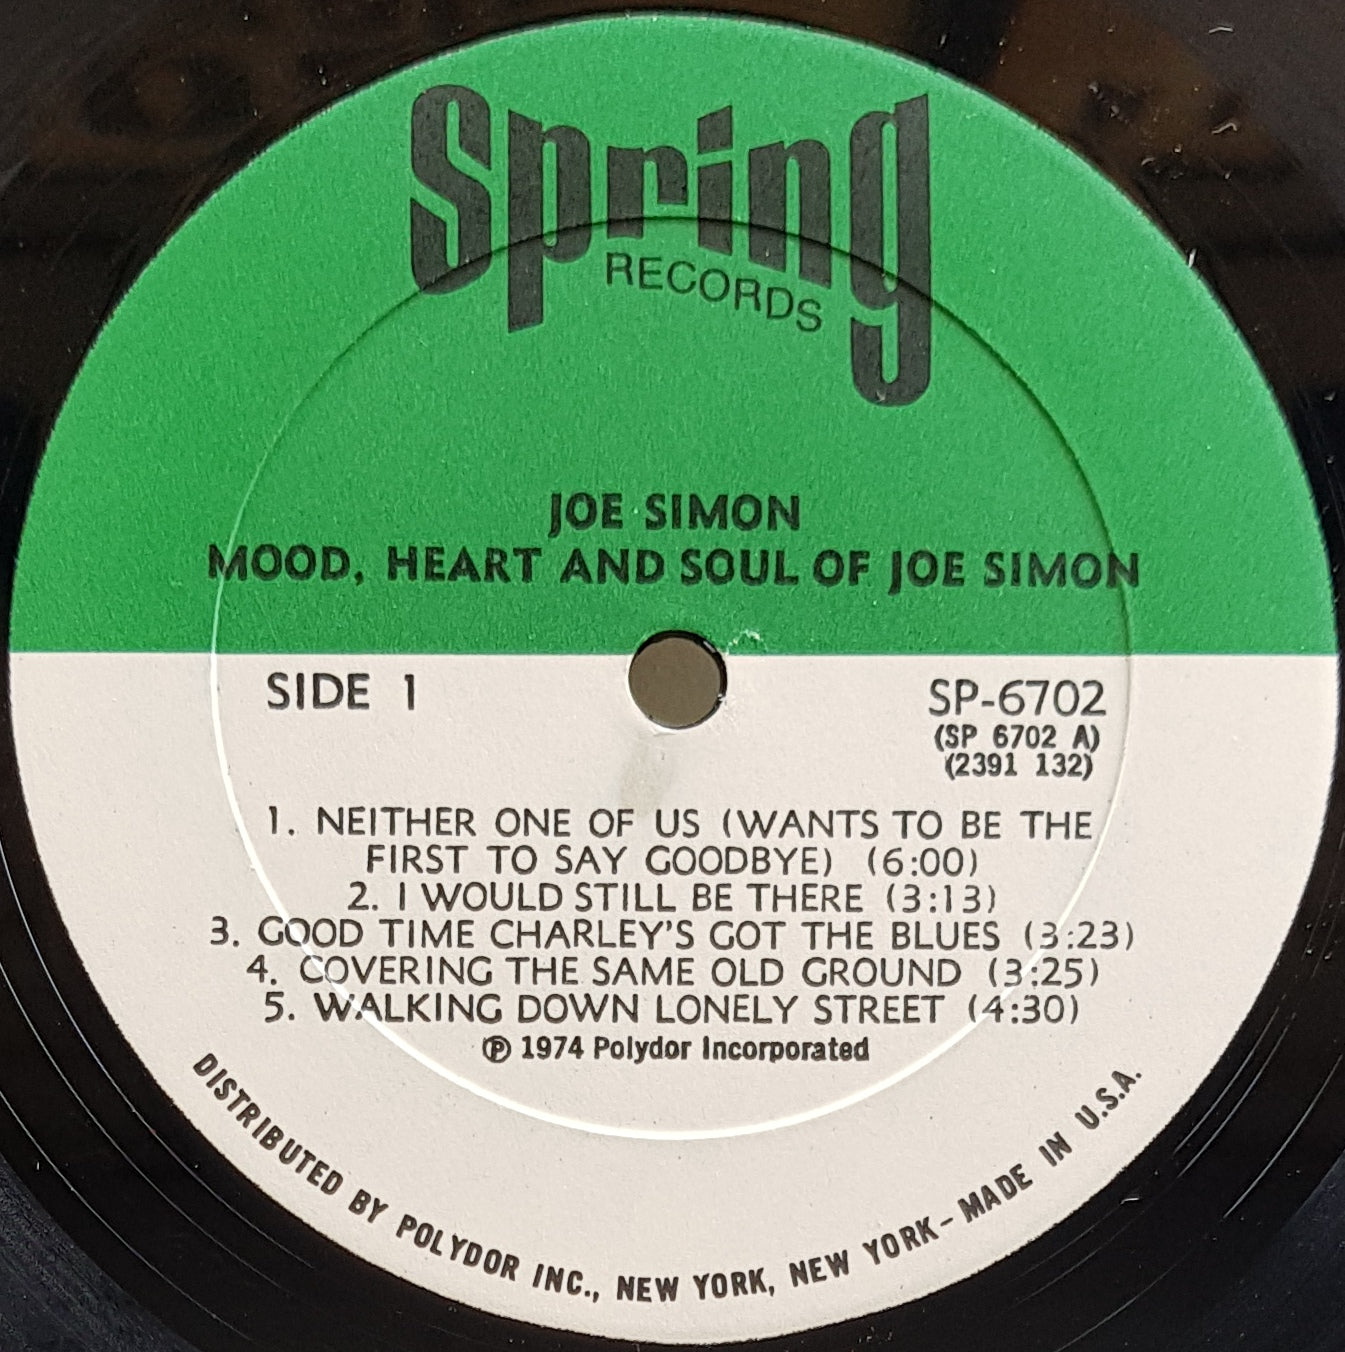 Spring
RECORDS
JOE SIMON
MOOD, HEART AND SOUL OF JOE SIMON
SIDE 1
SP-6702
(SP 6702 A)
(2391 132)
1. NEITHER ONE OF US (WANTS TO BE THE
FIRST TO SAY GOODBYE) (6:00)
2. I WOULD STILL BE THERE (3:13)
3. GOOD TIME CHARLEY'S GOT THE BLUES (3:23)
4. COVERING THE SAME OLD GROUND (3:25)
5. WALKING DOWN LONELY STREET (4:30)
℗ 1974 Polydor Incorporated
DISTRIBUTED BY POLYDOR INC., NEW YORK, NEW YORK – MADE IN U.S.A.